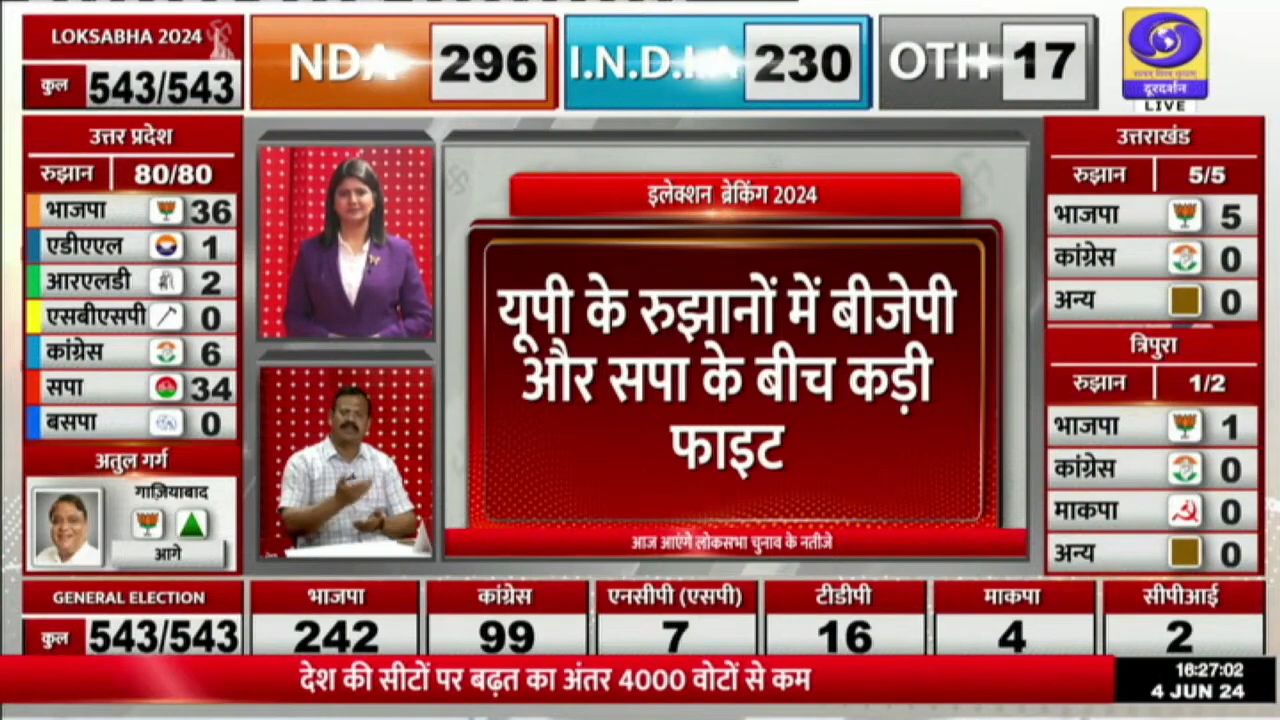 LOKSABHA 2024
कुल 543/543
NDA 296
I.N.D.I.A 230
OTH 17
दूरदर्शन
LIVE
उत्तर प्रदेश
रुझान 80/80
भाजपा 36
एडीएएल 1
आरएलडी 2
एसबीएसपी 0
कांग्रेस 6
सपा 34
बसपा 0
अतुल गर्ग
गाज़ियाबाद
आगे
इलेक्शन ब्रेकिंग 2024
यूपी के रुझानों में बीजेपी
और सपा के बीच कड़ी
फाइट
आज आएंगे लोकसभा चुनाव के नतीजे
उत्तराखंड
रुझान 5/5
भाजपा 5
कांग्रेस 0
अन्य 0
त्रिपुरा
रुझान 1/2
भाजपा 1
कांग्रेस 0
माकपा 0
अन्य 0
GENERAL ELECTION
कुल 543/543
भाजपा 242
कांग्रेस 99
एनसीपी (एसपी) 7
टीडीपी 16
माकपा 4
सीपीआई 2
देश की सीटों पर बढ़त का अंतर 4000 वोटों से कम
16:27:02
4 JUN 24